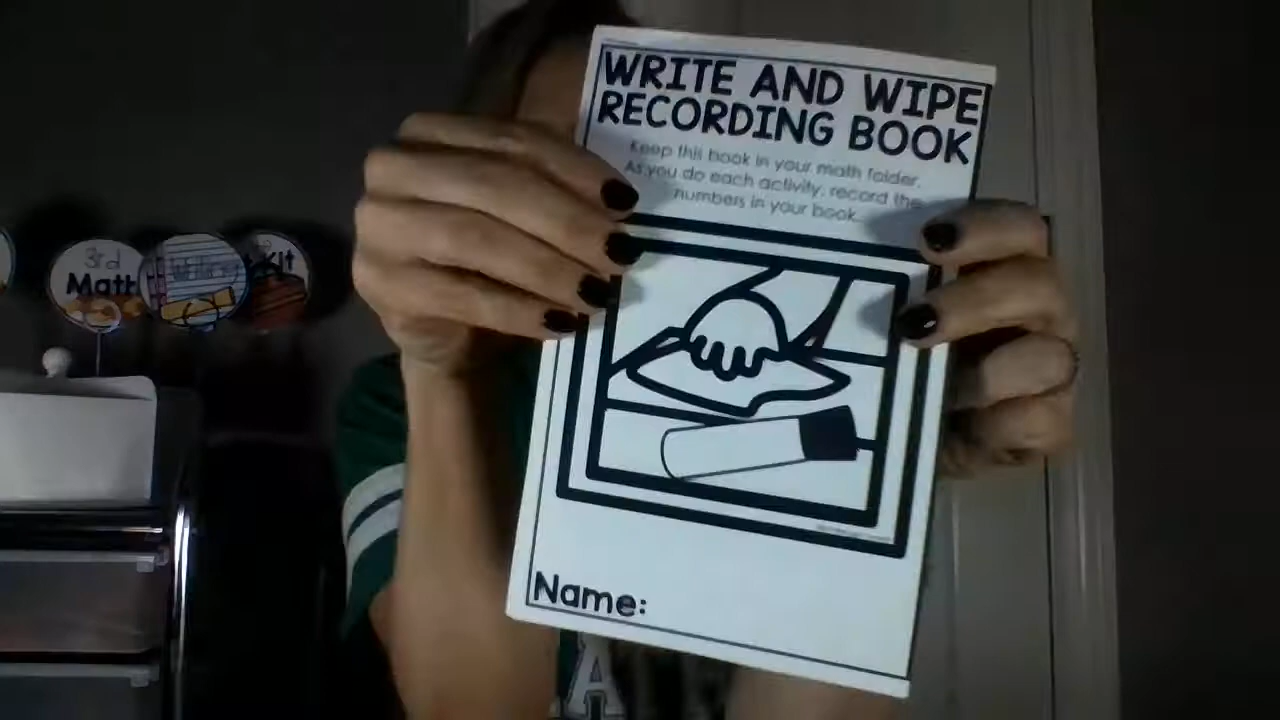 WRITE AND WIPE
RECORDING BOOK
Keep this book in your math folder.
As you do each activity, record the
numbers in your book.
Name:
3rd
Math
Kit
A